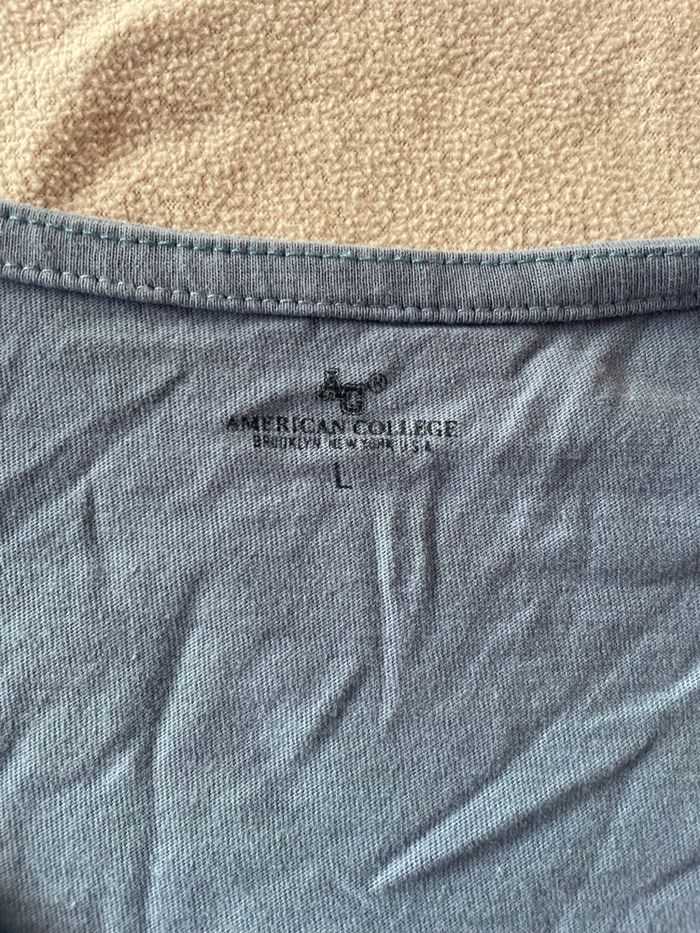 AC®
AMERICAN COLLEGE
BROOKLYN NEW YORK U.S.A
L